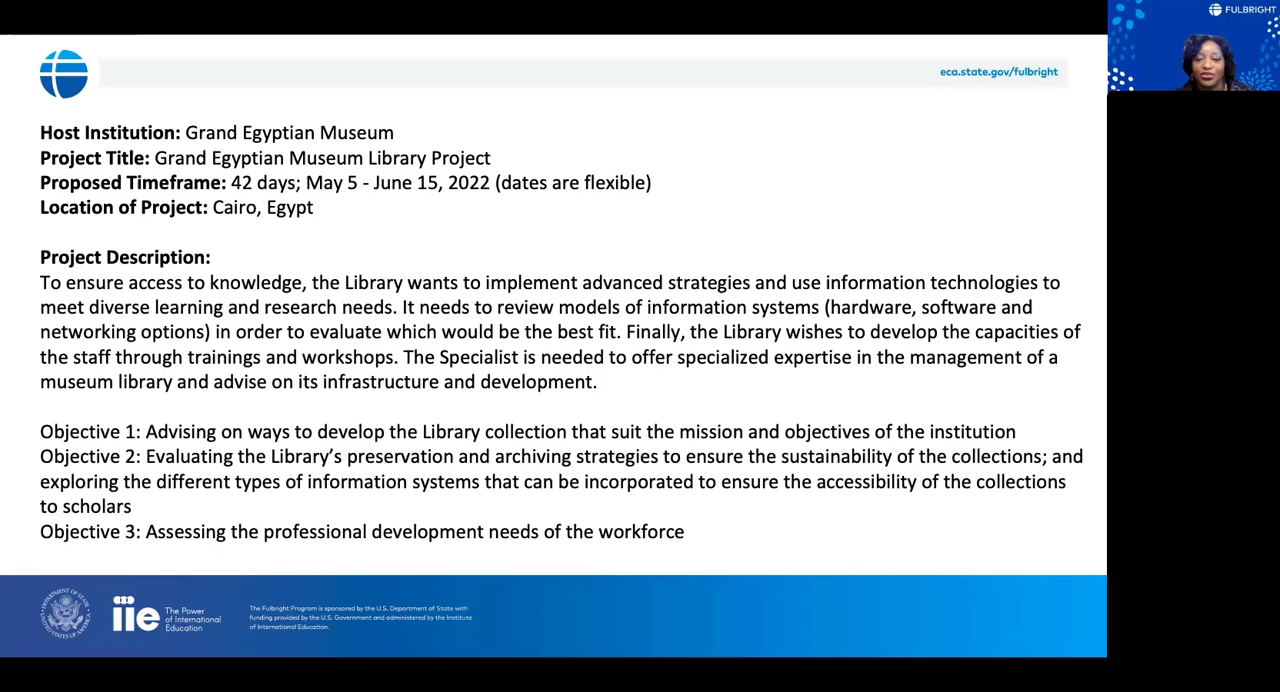 FULBRIGHT
eca.state.gov/fulbright
Host Institution: Grand Egyptian Museum
Project Title: Grand Egyptian Museum Library Project
Proposed Timeframe: 42 days; May 5 - June 15, 2022 (dates are flexible)
Location of Project: Cairo, Egypt
Project Description:
To ensure access to knowledge, the Library wants to implement advanced strategies and use information technologies to
meet diverse learning and research needs. It needs to review models of information systems (hardware, software and
networking options) in order to evaluate which would be the best fit. Finally, the Library wishes to develop the capacities of
the staff through trainings and workshops. The Specialist is needed to offer specialized expertise in the management of a
museum library and advise on its infrastructure and development.
Objective 1: Advising on ways to develop the Library collection that suit the mission and objectives of the institution
Objective 2: Evaluating the Library’s preservation and archiving strategies to ensure the sustainability of the collections; and
exploring the different types of information systems that can be incorporated to ensure the accessibility of the collections
to scholars
Objective 3: Assessing the professional development needs of the workforce
DEPARTMENT OF STATE
UNITED STATES OF AMERICA
iie
The Power
of International
Education
The Fulbright Program is sponsored by the U.S. Department of State with
funding provided by the U.S. Government and administered by the Institute
of International Education.